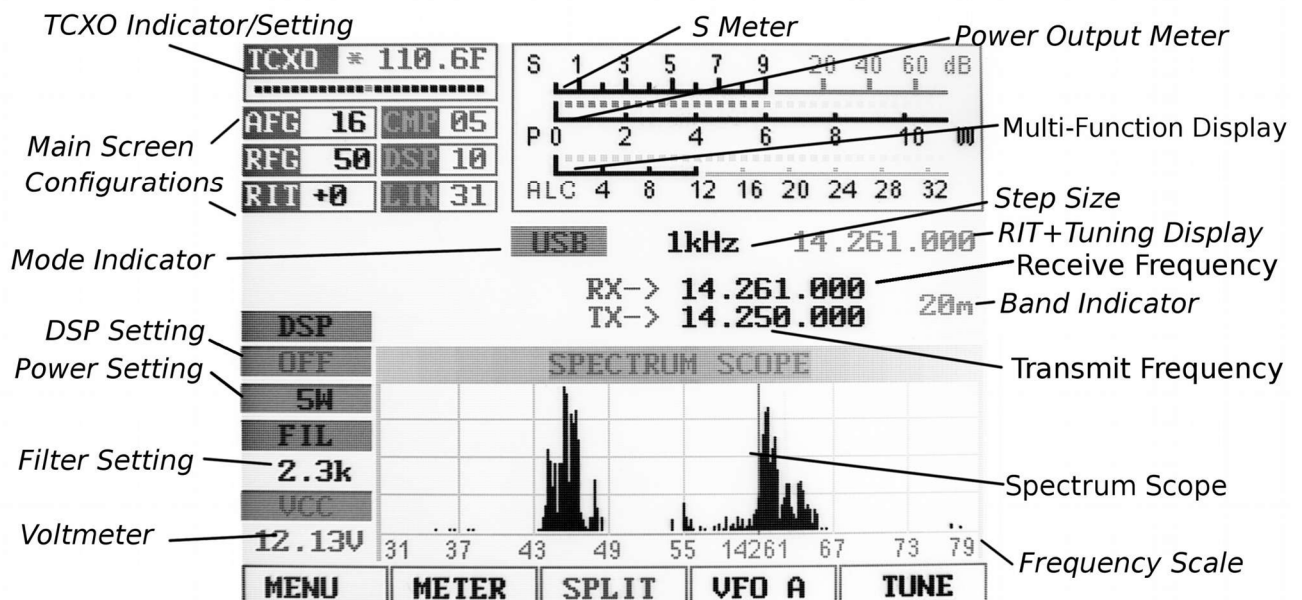 TCXO Indicator/Setting
S Meter
Power Output Meter
TCXO * 110.6F
S 1 3 5 7 9 20 40 60 dB
AFG 16 CMP 05
P 0 2 4 6 8 10 W
Multi-Function Display
Main Screen
Configurations
RFG 50 DSP 10
RIT +0 LIN 31
ALC 4 8 12 16 20 24 28 32
Step Size
Mode Indicator
USB 1kHz 14.261.000
RIT+Tuning Display
RX-> 14.261.000
Receive Frequency
TX-> 14.250.000
20m
Band Indicator
DSP Setting
DSP
OFF
SPECTRUM SCOPE
Transmit Frequency
Power Setting
5W
FIL
Filter Setting
2.3k
Spectrum Scope
VCC
Voltmeter
12.13V
31 37 43 49 55 14261 67 73 79
Frequency Scale
MENU METER SPLIT VFO A TUNE